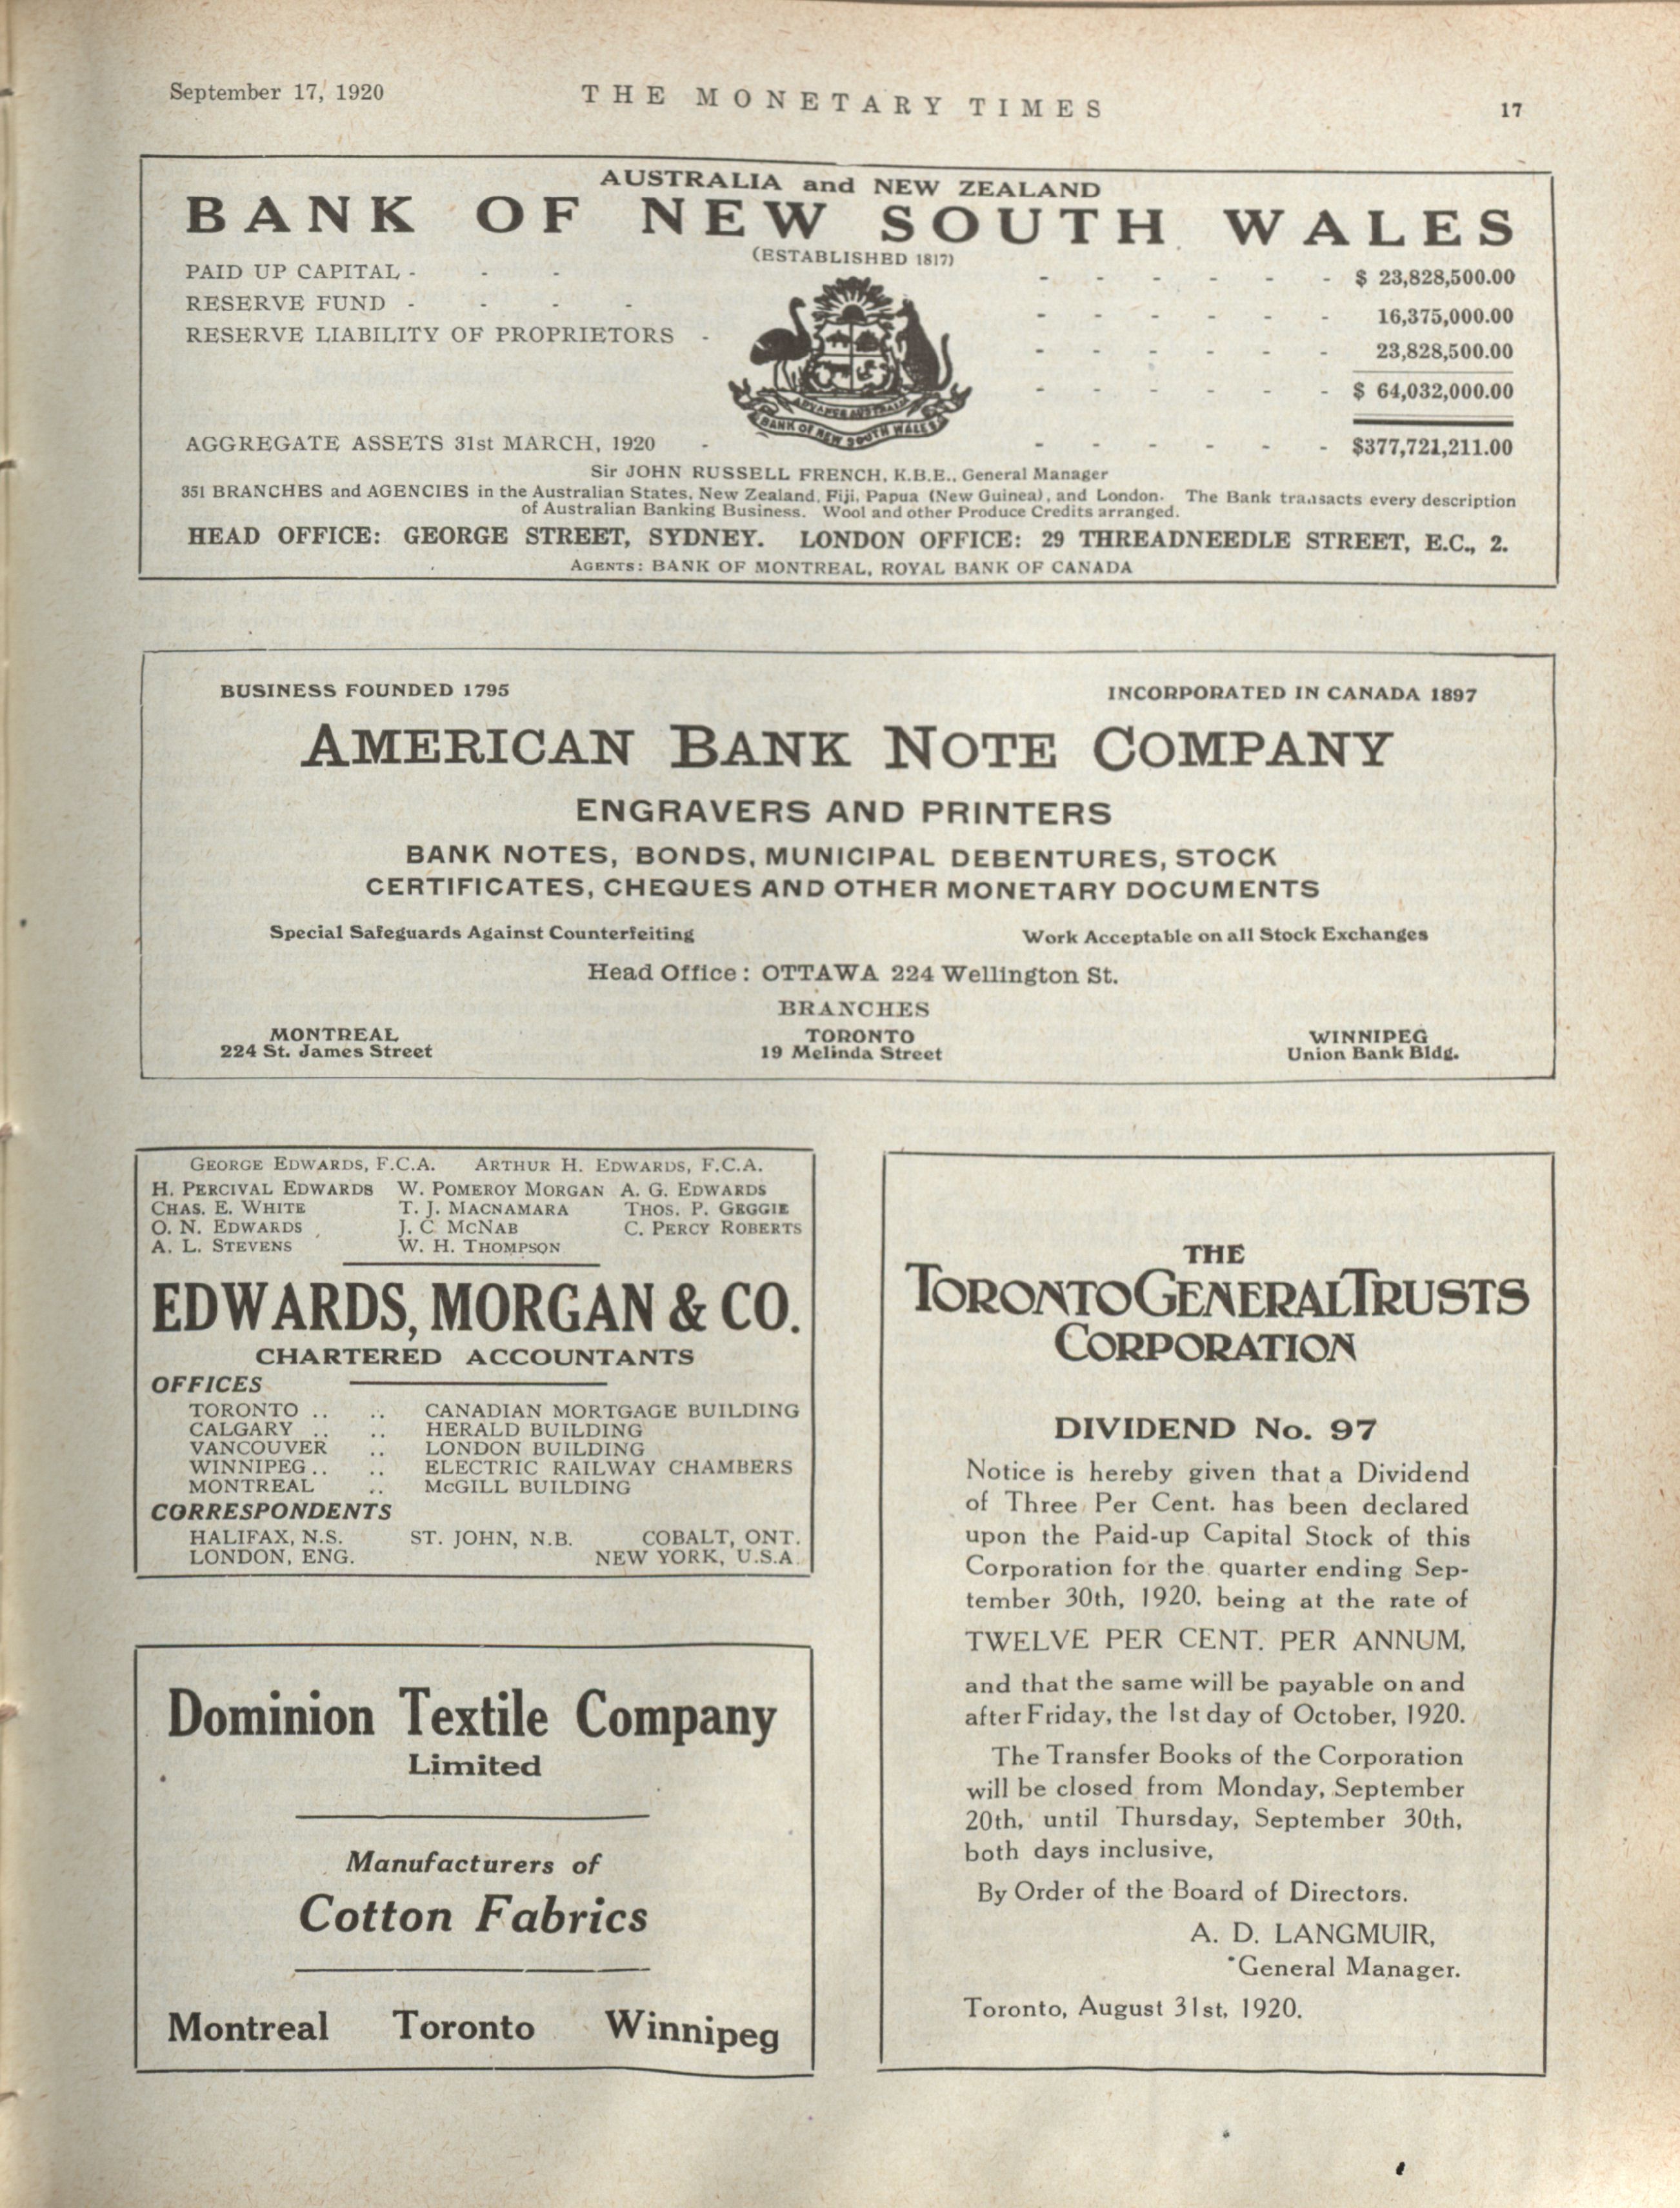 September 17, 1920 THE MONETARY TIMES 17
AUSTRALIA and NEW ZEALAND
BANK OF NEW SOUTH WALES
(ESTABLISHED 1817)
PAID UP CAPITAL - - - - - - - - - $ 23,828,500.00
RESERVE FUND - - - - - - - - - - 16,375,000.00
RESERVE LIABILITY OF PROPRIETORS - - - - - - - 23,828,500.00
- - - - - - $ 64,032,000.00
ADVANCE AUSTRALIA
BANK OF NEW SOUTH WALES
AGGREGATE ASSETS 31st MARCH, 1920 - - - - - - - $377,721,211.00
Sir JOHN RUSSELL FRENCH, K.B.E., General Manager
351 BRANCHES and AGENCIES in the Australian States, New Zealand, Fiji, Papua (New Guinea), and London. The Bank transacts every description
of Australian Banking Business. Wool and other Produce Credits arranged.
HEAD OFFICE: GEORGE STREET, SYDNEY. LONDON OFFICE: 29 THREADNEEDLE STREET, E.C., 2.
AGENTS: BANK OF MONTREAL, ROYAL BANK OF CANADA
BUSINESS FOUNDED 1795 INCORPORATED IN CANADA 1897
AMERICAN BANK NOTE COMPANY
ENGRAVERS AND PRINTERS
BANK NOTES, BONDS, MUNICIPAL DEBENTURES, STOCK
CERTIFICATES, CHEQUES AND OTHER MONETARY DOCUMENTS
Special Safeguards Against Counterfeiting Work Acceptable on all Stock Exchanges
Head Office: OTTAWA 224 Wellington St.
BRANCHES
MONTREAL TORONTO WINNIPEG
224 St. James Street 19 Melinda Street Union Bank Bldg.
GEORGE EDWARDS, F.C.A. ARTHUR H. EDWARDS, F.C.A.
H. PERCIVAL EDWARDS W. POMEROY MORGAN A. G. EDWARDS
CHAS. E. WHITE T. J. MACNAMARA THOS. P. GEGGIE
O. N. EDWARDS J. C. MCNAB C. PERCY ROBERTS
A. L. STEVENS W. H. THOMPSON
EDWARDS, MORGAN & CO.
CHARTERED ACCOUNTANTS
OFFICES
TORONTO .. .. CANADIAN MORTGAGE BUILDING
CALGARY .. .. HERALD BUILDING
VANCOUVER .. LONDON BUILDING
WINNIPEG .. .. ELECTRIC RAILWAY CHAMBERS
MONTREAL .. McGILL BUILDING
CORRESPONDENTS
HALIFAX, N.S. ST. JOHN, N.B. COBALT, ONT.
LONDON, ENG. NEW YORK, U.S.A.
Dominion Textile Company
Limited
Manufacturers of
Cotton Fabrics
Montreal Toronto Winnipeg
THE
TORONTO GENERAL TRUSTS
CORPORATION
DIVIDEND No. 97
Notice is hereby given that a Dividend
of Three Per Cent. has been declared
upon the Paid-up Capital Stock of this
Corporation for the quarter ending Sep-
tember 30th, 1920, being at the rate of
TWELVE PER CENT. PER ANNUM,
and that the same will be payable on and
after Friday, the 1st day of October, 1920.
The Transfer Books of the Corporation
will be closed from Monday, September
20th, until Thursday, September 30th,
both days inclusive,
By Order of the Board of Directors.
A. D. LANGMUIR,
General Manager.
Toronto, August 31st, 1920.